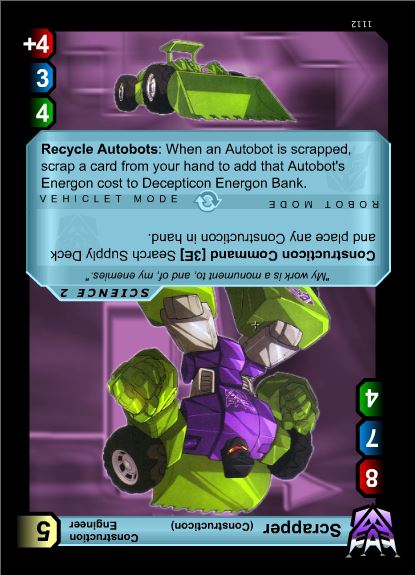 1112
+4
3
4
Recycle Autobots: When an Autobot is scrapped,
scrap a card from your hand to add that Autobot's
Energon cost to Decepticon Energon Bank.
VEHICLET MODE
ROBOT MODE
Constructicon Command [3E] Search Supply Deck
and place any Constructicon in hand.
"My work is a monument to, and of, my enemies."
SCIENCE 2
4
7
8
Scrapper (Constructicon)
Construction
Engineer
5